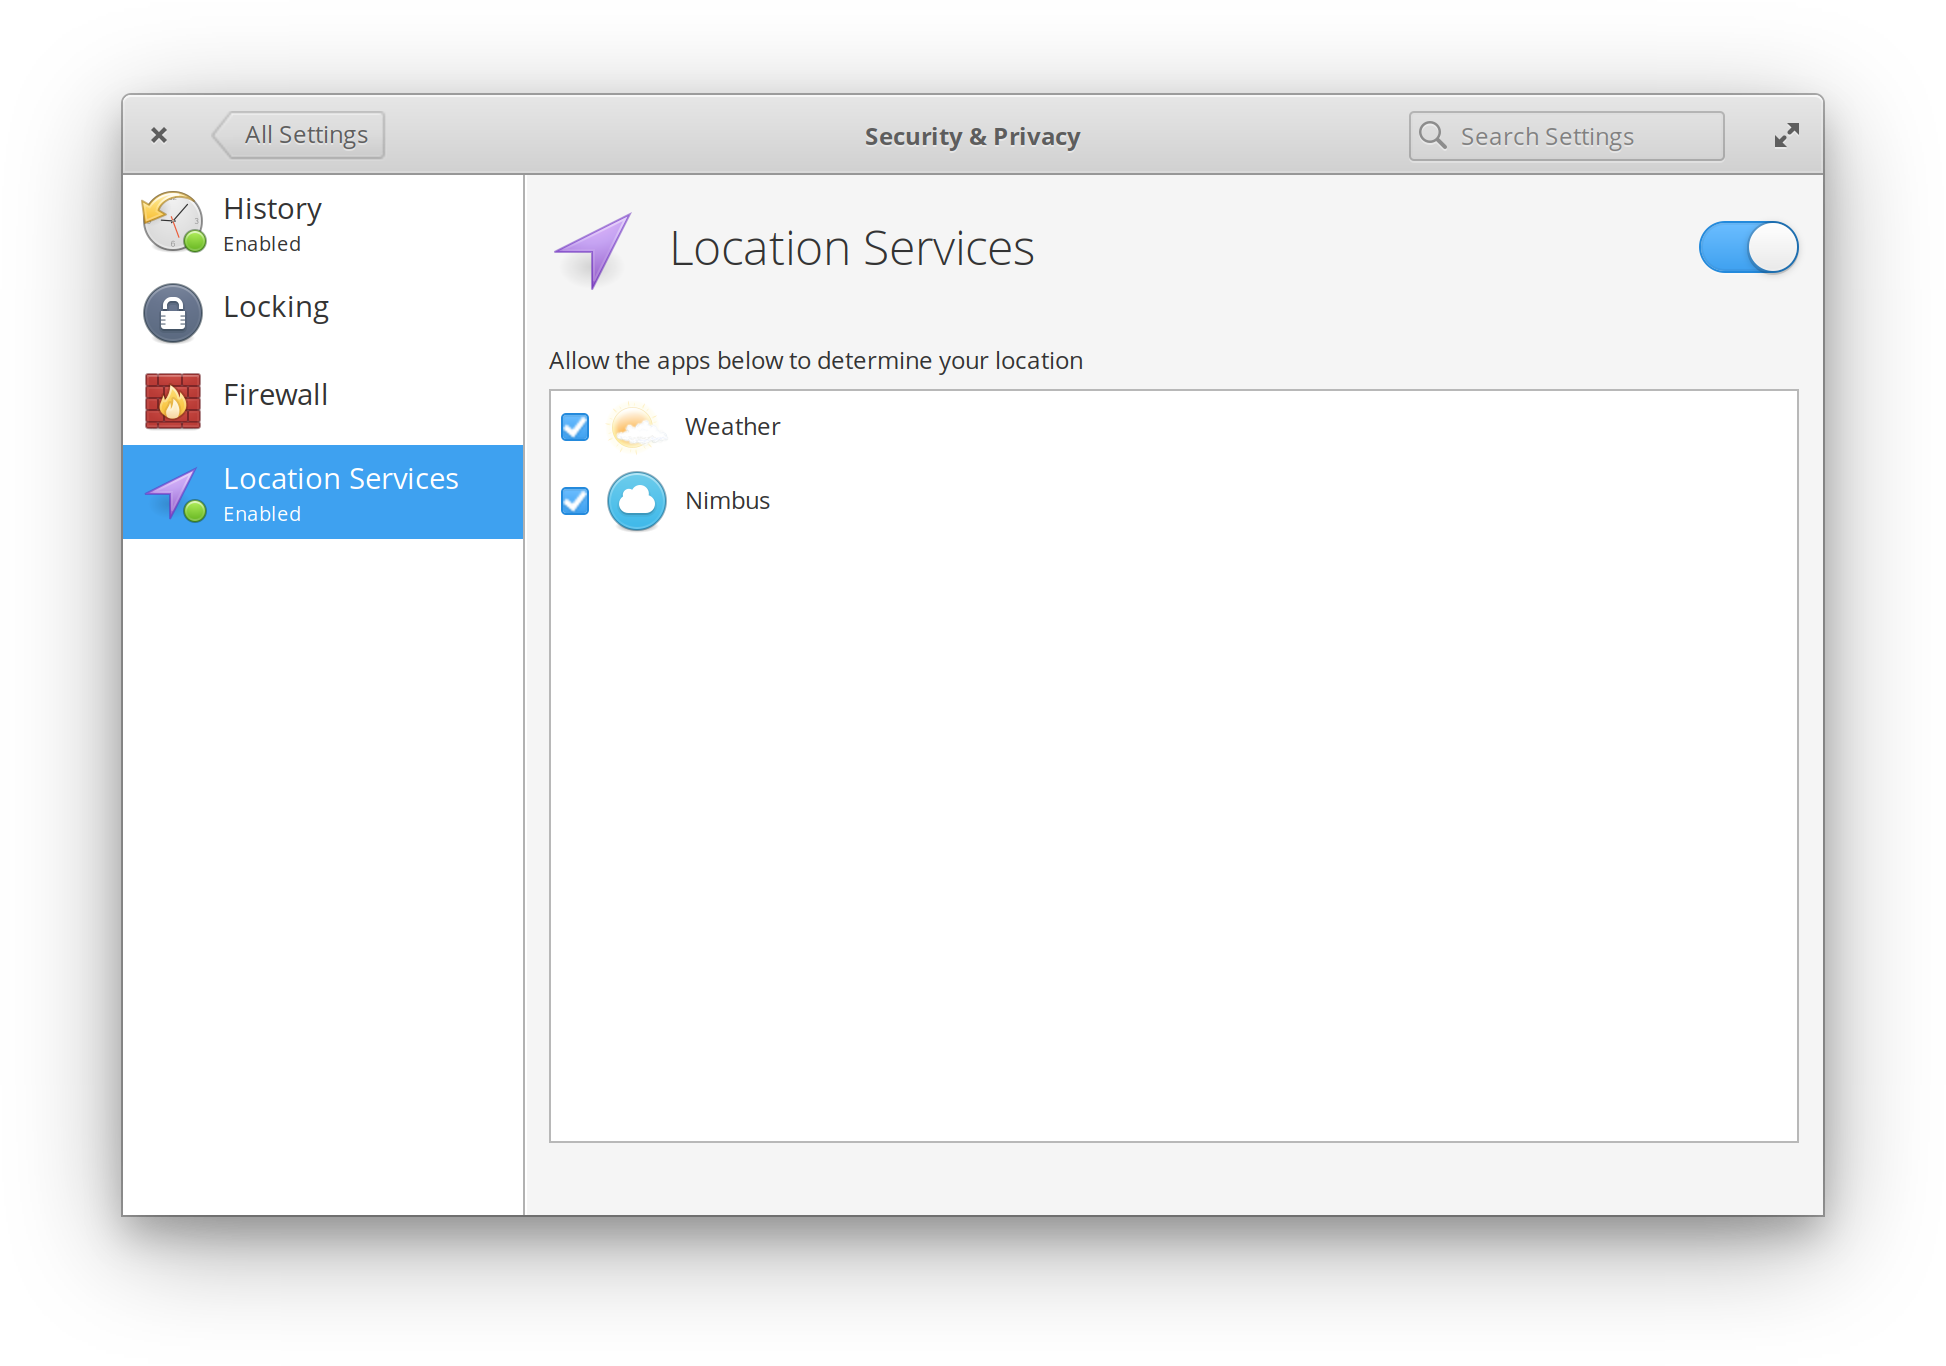 All Settings
Security & Privacy
Search Settings
History
Enabled
Locking
Firewall
Location Services
Enabled
Location Services
Allow the apps below to determine your location
Weather
Nimbus